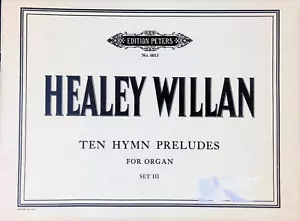 EDITION PETERS
No. 6013
HEALEY WILLAN
TEN HYMN PRELUDES
FOR ORGAN
SET III